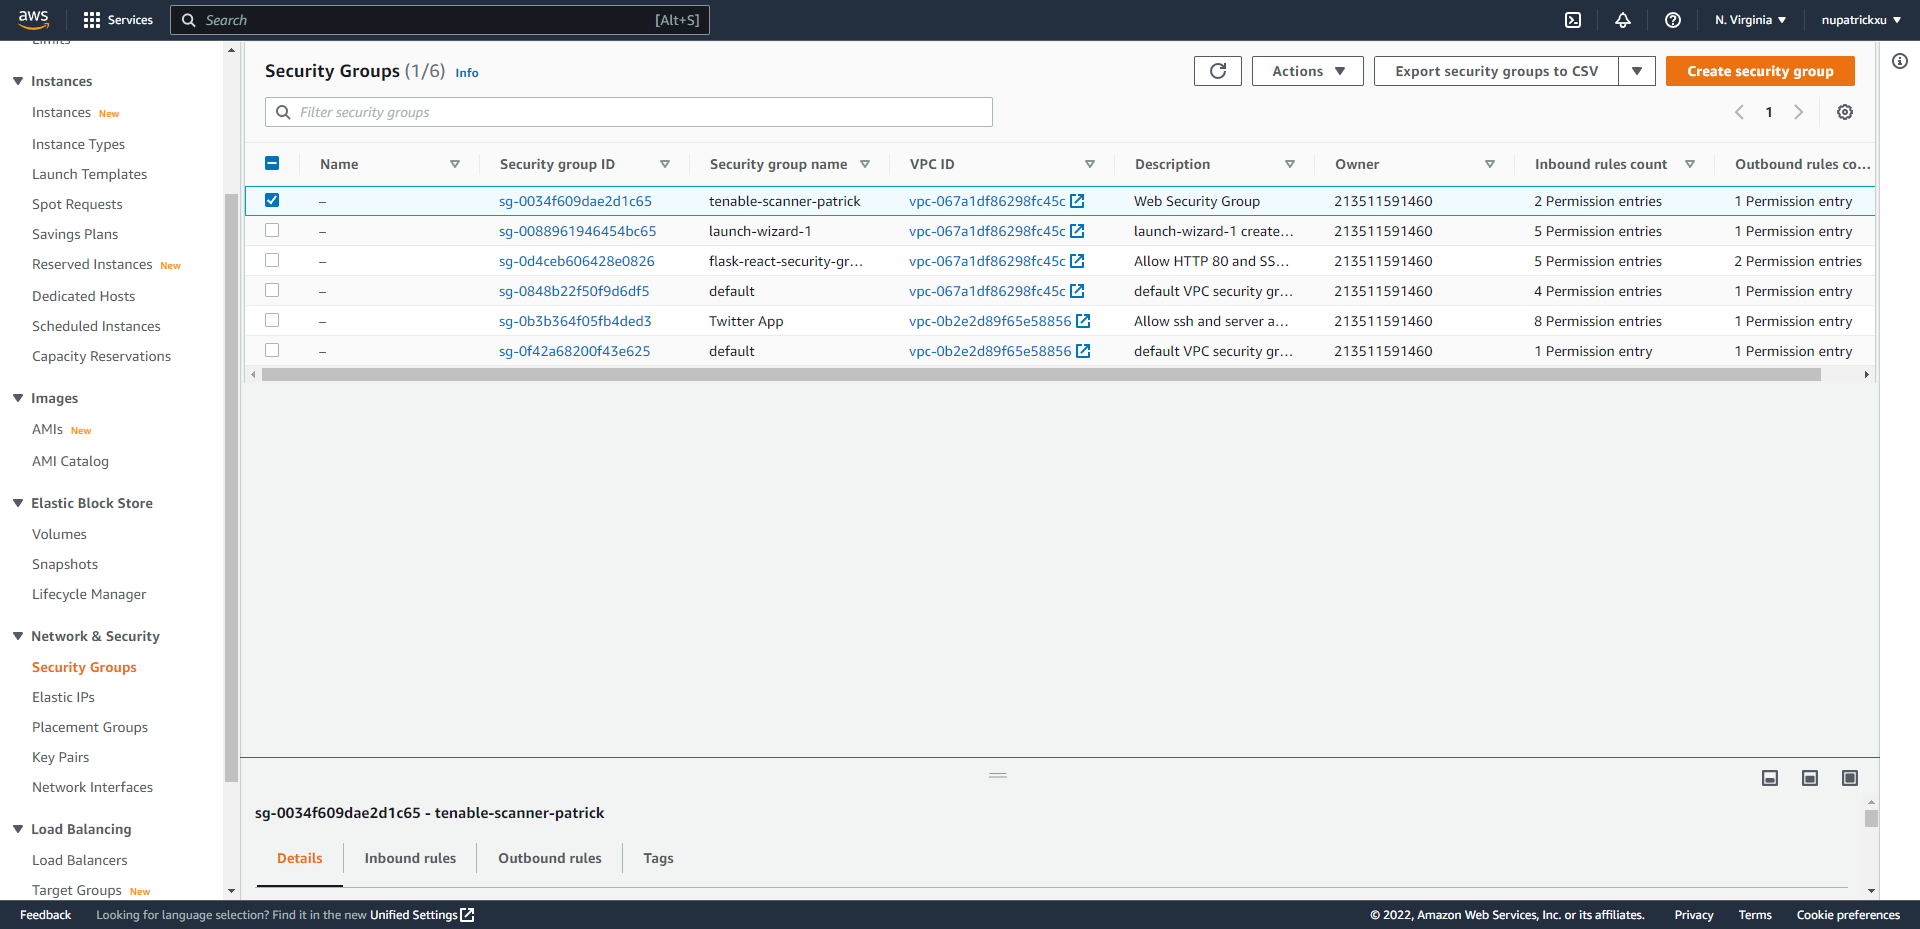 aws
Services
Search
[Alt+S]
N. Virginia
nupatrickxu
Limits
Instances
Instances New
Instance Types
Launch Templates
Spot Requests
Savings Plans
Reserved Instances New
Dedicated Hosts
Scheduled Instances
Capacity Reservations
Images
AMIs New
AMI Catalog
Elastic Block Store
Volumes
Snapshots
Lifecycle Manager
Network & Security
Security Groups
Elastic IPs
Placement Groups
Key Pairs
Network Interfaces
Load Balancing
Load Balancers
Target Groups New
Security Groups (1/6) Info
Actions
Export security groups to CSV
Create security group
Filter security groups
1
Name Security group ID Security group name VPC ID Description Owner Inbound rules count Outbound rules co...
– sg-0034f609dae2d1c65 tenable-scanner-patrick vpc-067a1df86298fc45c Web Security Group 213511591460 2 Permission entries 1 Permission entry
– sg-0088961946454bc65 launch-wizard-1 vpc-067a1df86298fc45c launch-wizard-1 create... 213511591460 5 Permission entries 1 Permission entry
– sg-0d4ceb606428e0826 flask-react-security-gr... vpc-067a1df86298fc45c Allow HTTP 80 and SS... 213511591460 5 Permission entries 2 Permission entries
– sg-0848b22f50f9d6df5 default vpc-067a1df86298fc45c default VPC security gr... 213511591460 4 Permission entries 1 Permission entry
– sg-0b3b364f05fb4ded3 Twitter App vpc-0b2e2d89f65e58856 Allow ssh and server a... 213511591460 8 Permission entries 1 Permission entry
– sg-0f42a68200f43e625 default vpc-0b2e2d89f65e58856 default VPC security gr... 213511591460 1 Permission entry 1 Permission entry
sg-0034f609dae2d1c65 - tenable-scanner-patrick
Details
Inbound rules
Outbound rules
Tags
Feedback
Looking for language selection? Find it in the new Unified Settings
© 2022, Amazon Web Services, Inc. or its affiliates.
Privacy
Terms
Cookie preferences